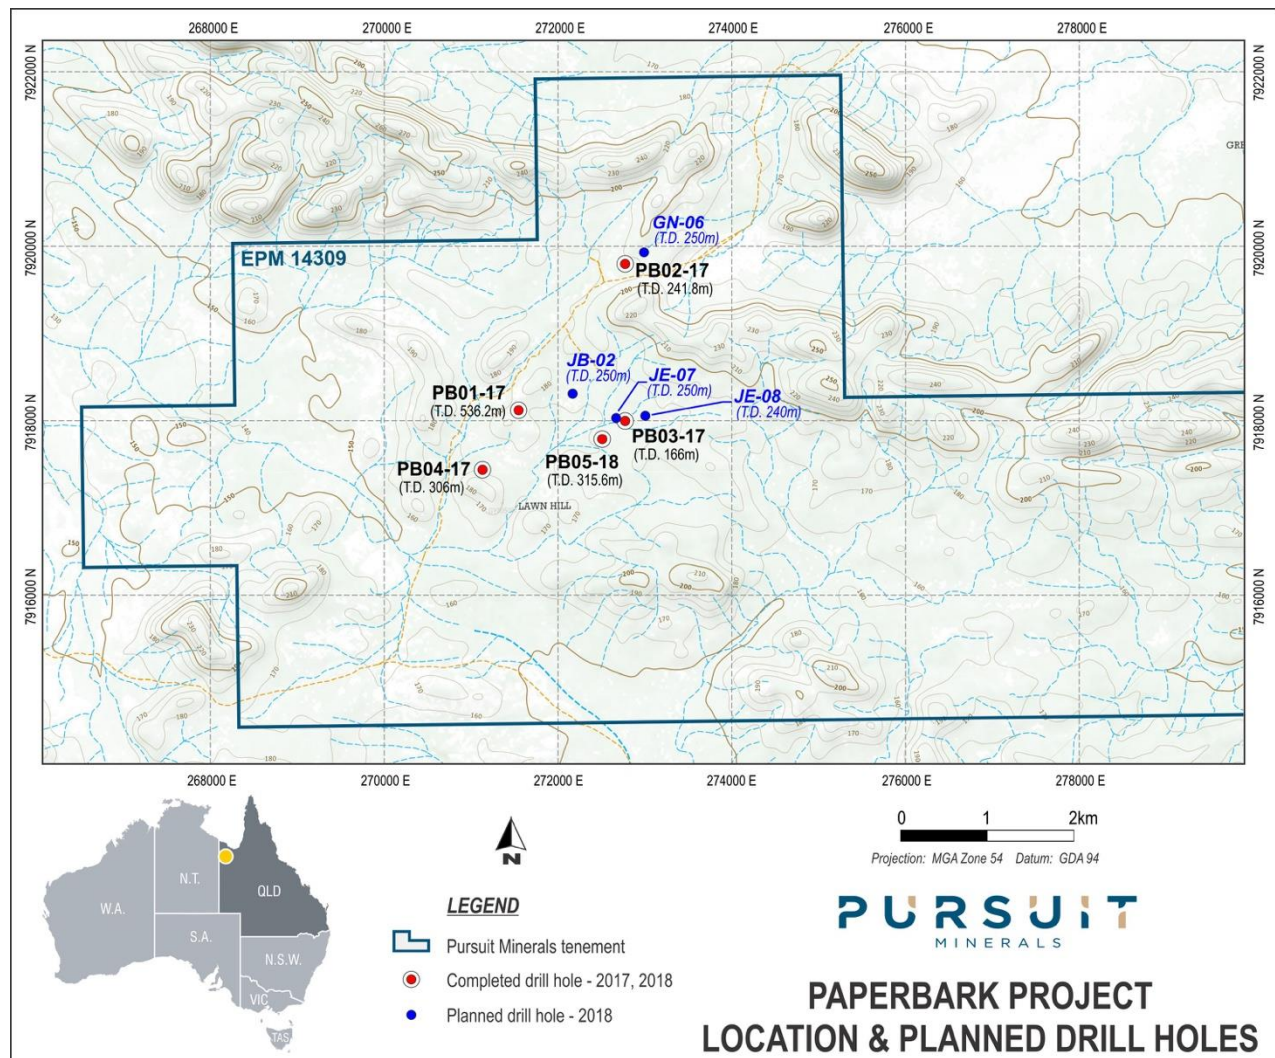 268000 E
270000 E
272000 E
274000 E
276000 E
278000 E
7922000 N
7920000 N
7918000 N
7916000 N
7922000 N
7920000 N
7918000 N
7916000 N
EPM 14309
GN-06
(T.D. 250m)
PB02-17
(T.D. 241.8m)
JB-02
(T.D. 250m)
JE-07
(T.D. 250m)
JE-08
(T.D. 240m)
PB01-17
(T.D. 536.2m)
PB03-17
(T.D. 166m)
PB04-17
(T.D. 306m)
PB05-18
(T.D. 315.6m)
LAWN HILL
GRE
268000 E
270000 E
272000 E
274000 E
276000 E
278000 E
W.A.
N.T.
QLD
S.A.
N.S.W.
VIC
TAS
N
LEGEND
Pursuit Minerals tenement
Completed drill hole - 2017, 2018
Planned drill hole - 2018
0 1 2km
Projection: MGA Zone 54 Datum: GDA 94
PURSUIT
MINERALS
PAPERBARK PROJECT
LOCATION & PLANNED DRILL HOLES